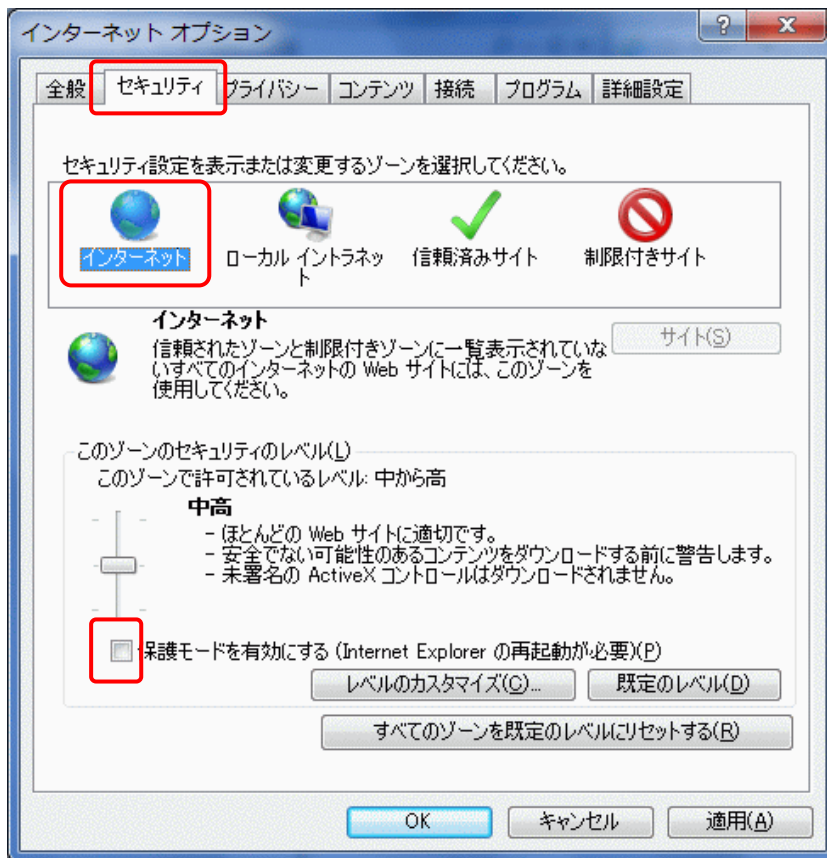 インターネット オプション
全般 セキュリティ プライバシー コンテンツ 接続 プログラム 詳細設定
セキュリティ設定を表示または変更するゾーンを選択してください。
インターネット ローカル イントラネッ 信頼済みサイト 制限付きサイト
ト
インターネット
サイト(S)
信頼されたゾーンと制限付きゾーンに一覧表示されていな
いすべてのインターネットの Web サイトには、このゾーンを
使用してください。
このゾーンのセキュリティのレベル(L)
このゾーンで許可されているレベル: 中から高
中高
- ほとんどの Web サイトに適切です。
- 安全でない可能性のあるコンテンツをダウンロードする前に警告します。
- 未署名の ActiveX コントロールはダウンロードされません。
保護モードを有効にする (Internet Explorer の再起動が必要)(P)
レベルのカスタマイズ(C)... 既定のレベル(D)
すべてのゾーンを既定のレベルにリセットする(R)
OK キャンセル 適用(A)